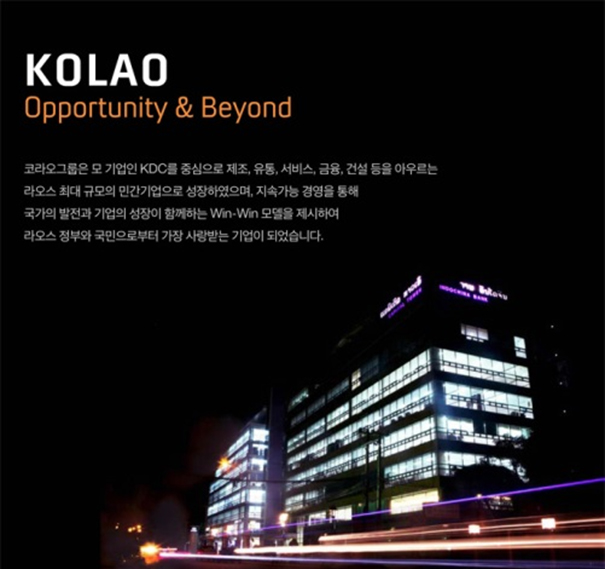 KOLAO
Opportunity & Beyond
코라오그룹은 모 기업인 KDC를 중심으로 제조, 유통, 서비스, 금융, 건설 등을 아우르는
라오스 최대 규모의 민간기업으로 성장하였으며, 지속가능 경영을 통해
국가의 발전과 기업의 성장이 함께하는 Win-Win 모델을 제시하여
라오스 정부와 국민으로부터 가장 사랑받는 기업이 되었습니다.
INDOCHINA BANK